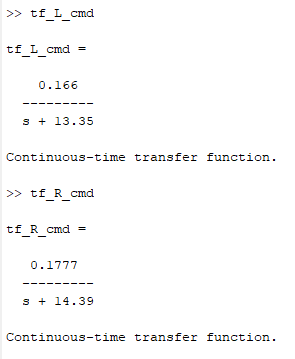 >> tf_L_cmd
tf_L_cmd =
0.166
---------
s + 13.35
Continuous-time transfer function.
>> tf_R_cmd
tf_R_cmd =
0.1777
---------
s + 14.39
Continuous-time transfer function.